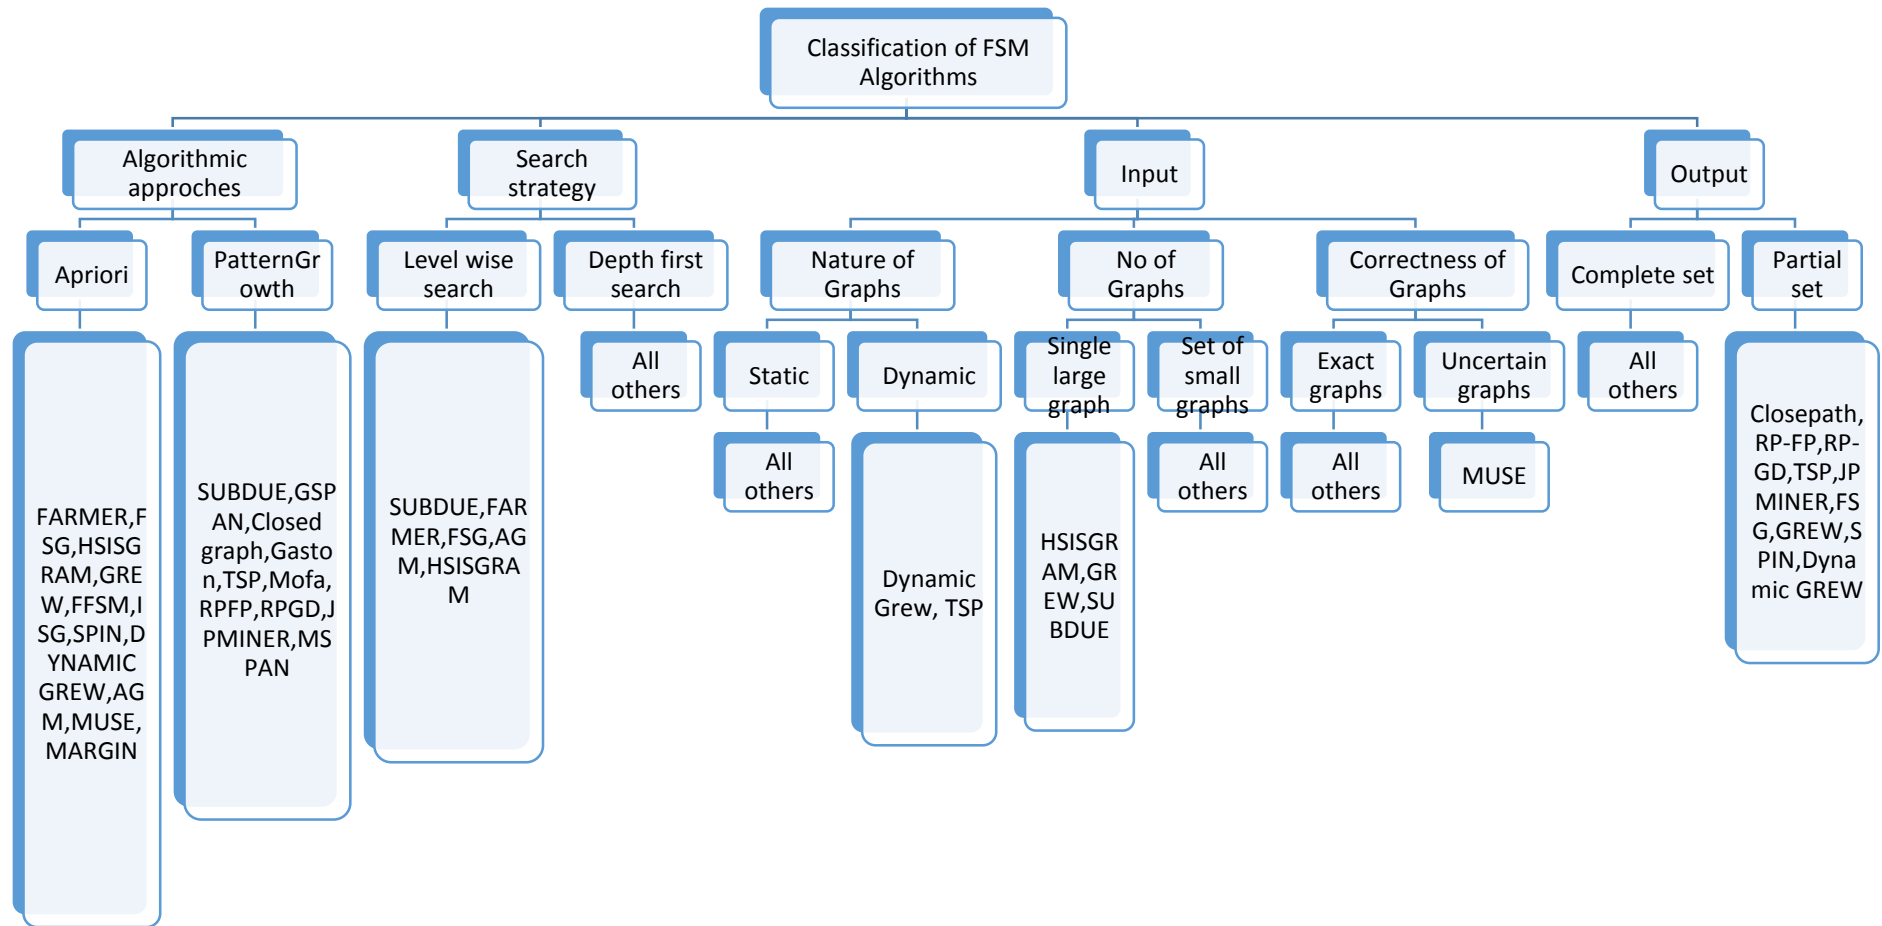 Classification of FSM
Algorithms
Algorithmic
approches
Search
strategy
Input
Output
Apriori
PatternGr
owth
Level wise
search
Depth first
search
Nature of
Graphs
No of
Graphs
Correctness of
Graphs
Complete set
Partial
set
FARMER,F
SG,HSISG
RAM,GRE
W,FFSM,I
SG,SPIN,D
YNAMIC
GREW,AG
M,MUSE,
MARGIN
SUBDUE,GSP
AN,Closed
graph,Gasto
n,TSP,Mofa,
RPFP,RPGD,J
PMINER,MS
PAN
SUBDUE,FAR
MER,FSG,AG
M,HSISGRA
M
All
others
Static
Dynamic
Single
large
graph
Set of
small
graphs
Exact
graphs
Uncertain
graphs
All
others
Closepath,
RP-FP,RP-
GD,TSP,JP
MINER,FS
G,GREW,S
PIN,Dyna
mic GREW
All
others
Dynamic
Grew, TSP
HSISGR
AM,GR
EW,SU
BDUE
All
others
All
others
MUSE